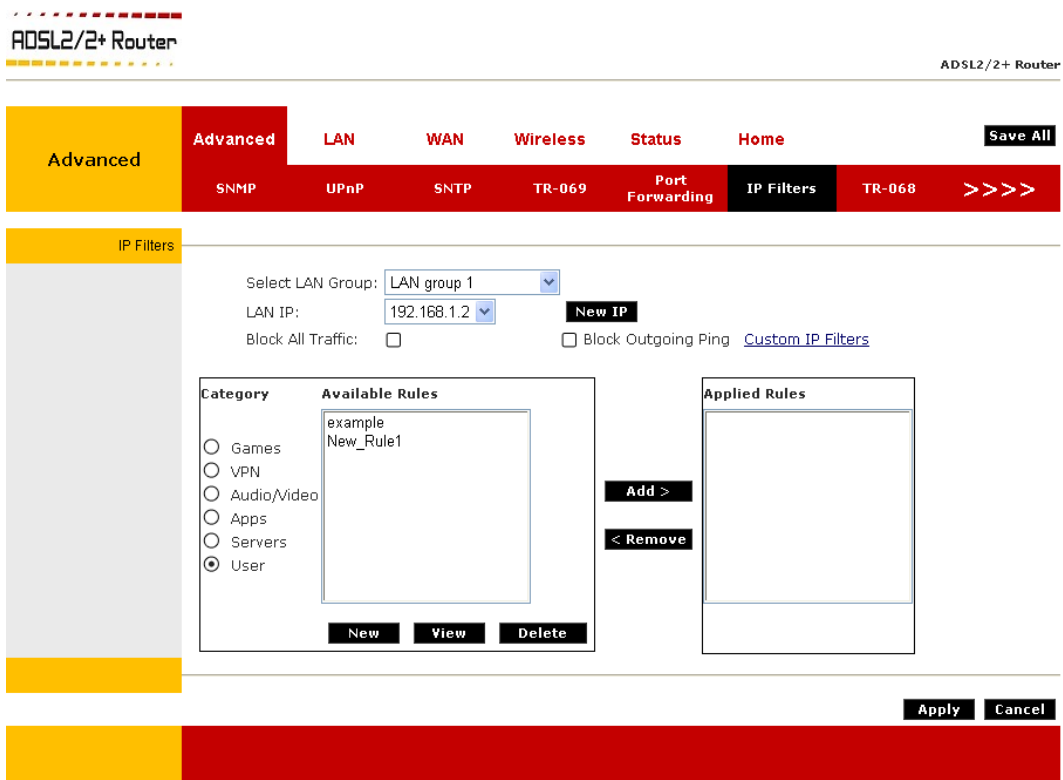 ADSL2/2+ Router
ADSL2/2+ Router
Advanced
Advanced LAN WAN Wireless Status Home Save All
SNMP UPnP SNTP TR-069 Port Forwarding IP Filters TR-068 >>>>
IP Filters
Select LAN Group: LAN group 1
LAN IP: 192.168.1.2 New IP
Block All Traffic: Block Outgoing Ping Custom IP Filters
Category Available Rules Applied Rules
example
New_Rule1
Games
VPN
Audio/Video
Apps
Servers
User
Add >
< Remove
New View Delete
Apply Cancel